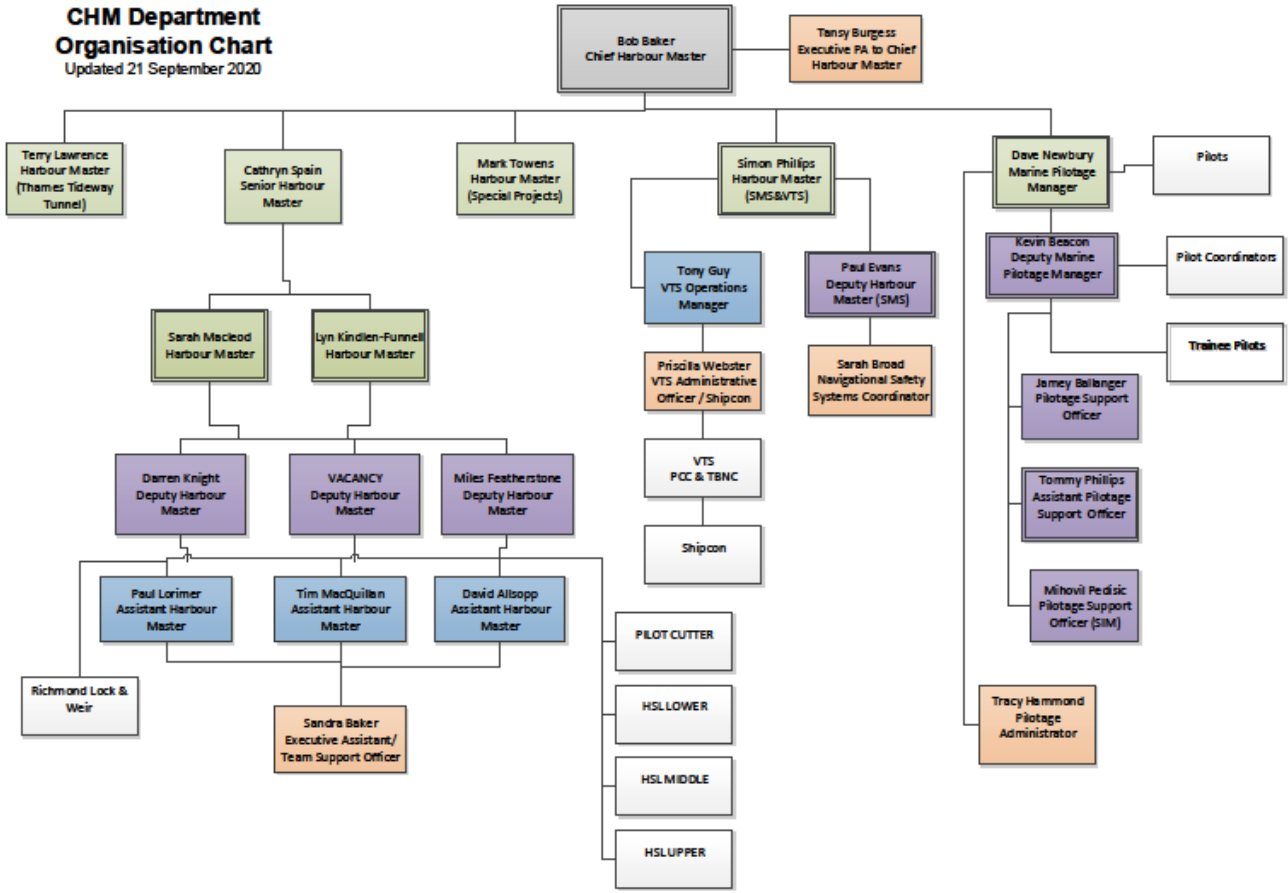 CHM Department
Organisation Chart
Updated 21 September 2020
Bob Baker
Chief Harbour Master
Tansy Burgess
Executive PA to Chief
Harbour Master
Terry Lawrence
Harbour Master
(Thames Tideway
Tunnel)
Cathryn Spain
Senior Harbour
Master
Mark Towens
Harbour Master
(Special Projects)
Simon Phillips
Harbour Master
(SMS&VTS)
Dave Newbury
Marine Pilotage
Manager
Pilots
Kevin Beacon
Deputy Marine
Pilotage Manager
Pilot Coordinators
Tony Guy
VTS Operations
Manager
Paul Evans
Deputy Harbour
Master (SMS)
Sarah Macleod
Harbour Master
Lyn Kindlen-Funnell
Harbour Master
Trainee Pilots
Priscilla Webster
VTS Administrative
Officer / Shipcon
Sarah Broad
Navigational Safety
Systems Coordinator
Jamey Ballanger
Pilotage Support
Officer
Darren Knight
Deputy Harbour
Master
VACANCY
Deputy Harbour
Master
Miles Featherstone
Deputy Harbour
Master
VTS
PCC & TBNC
Tommy Phillips
Assistant Pilotage
Support Officer
Shipcon
Paul Lorimer
Assistant Harbour
Master
Tim MacQuillan
Assistant Harbour
Master
David Allsopp
Assistant Harbour
Master
Mihovil Pedisic
Pilotage Support
Officer (SIM)
PILOT CUTTER
Richmond Lock &
Weir
Sandra Baker
Executive Assistant/
Team Support Officer
HSL LOWER
Tracy Hammond
Pilotage
Administrator
HSL MIDDLE
HSL UPPER